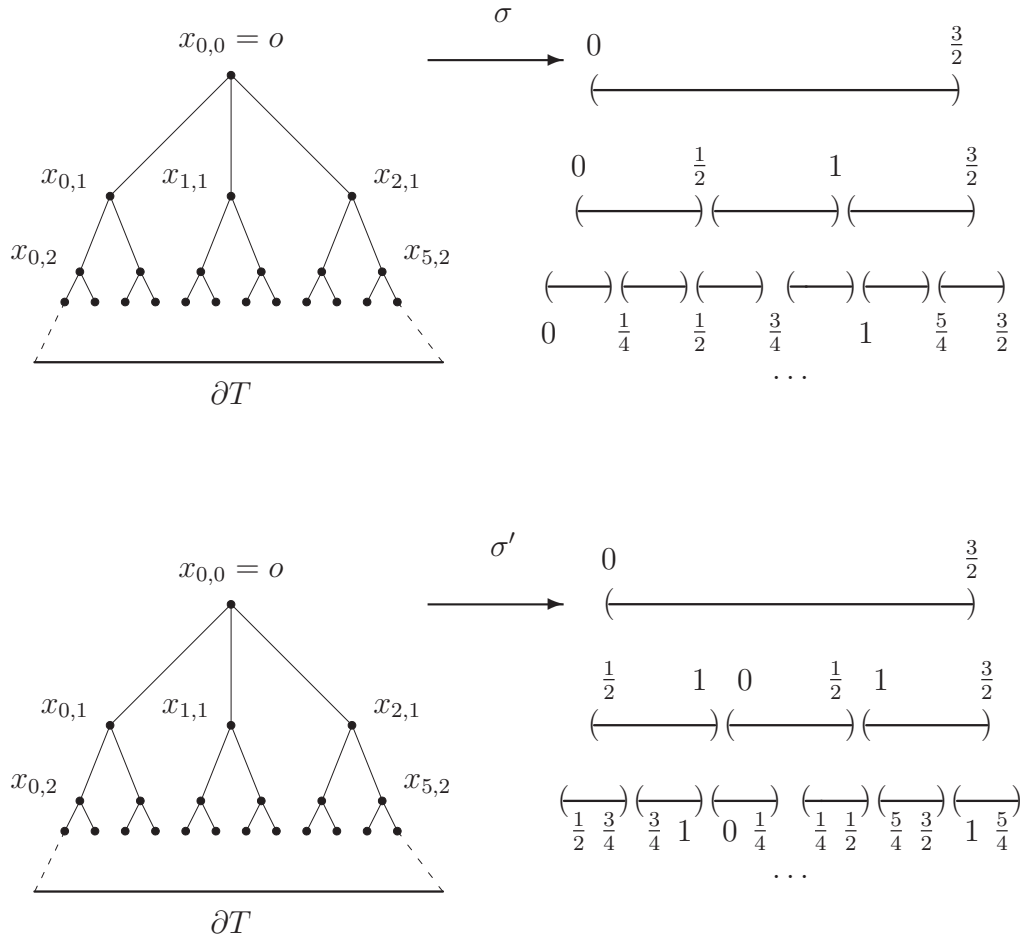 σ
x_{0,0} = o
0 3/2
( )
x_{0,1} x_{1,1} x_{2,1}
0 1/2 1 3/2
( ) ( ) ( )
x_{0,2} x_{5,2}
( ) ( ) ( ) ( ) ( ) ( )
0 1/4 1/2 3/4 1 5/4 3/2
∂T
...
σ′
x_{0,0} = o
0 3/2
( )
x_{0,1} x_{1,1} x_{2,1}
1/2 1 0 1/2 1 3/2
( ) ( ) ( )
x_{0,2} x_{5,2}
( ) ( ) ( ) ( ) ( ) ( )
1/2 3/4 3/4 1 0 1/4 1/4 1/2 5/4 3/2 1 5/4
...
∂T